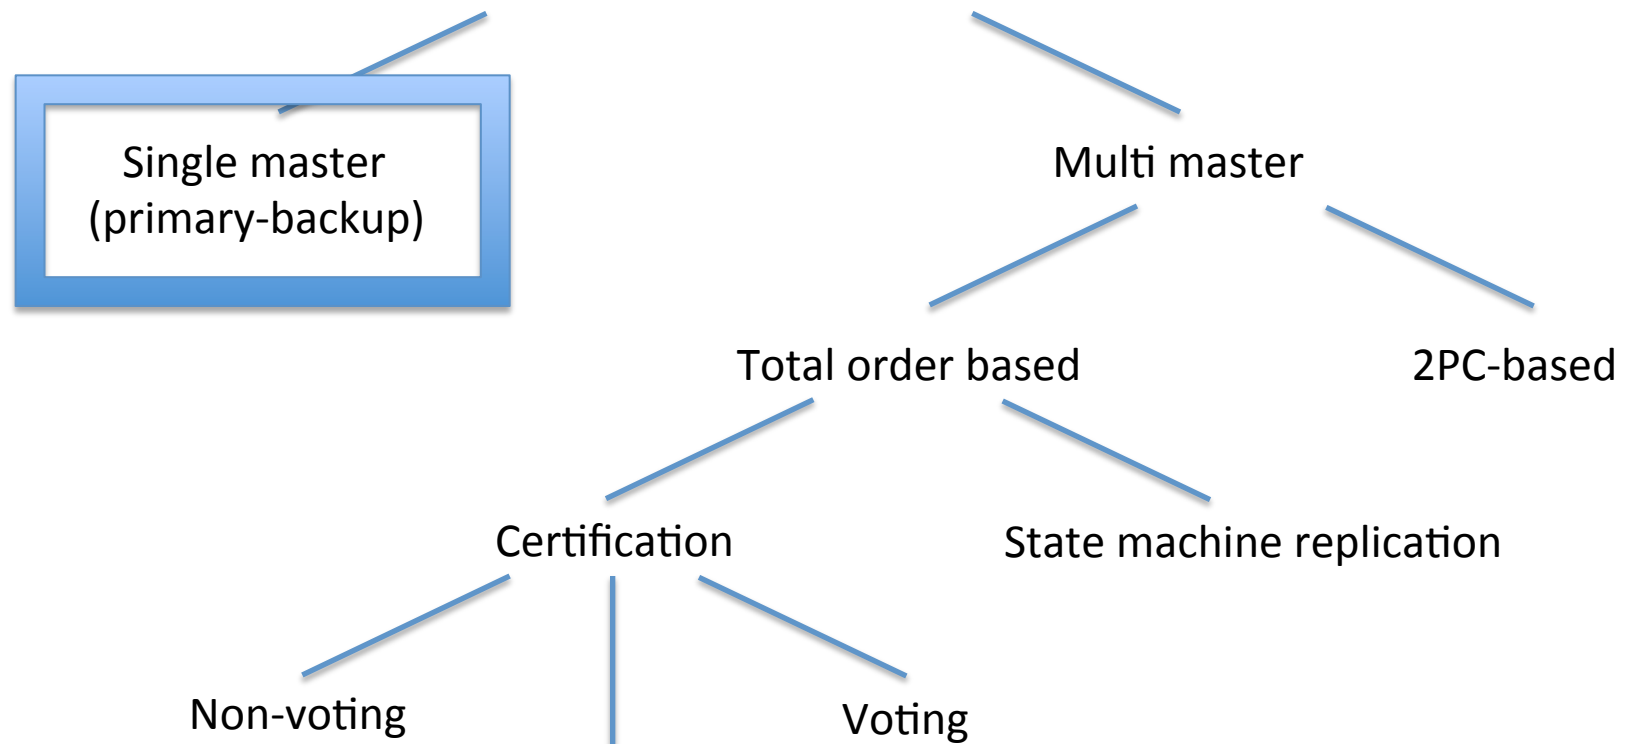 Single master
(primary-backup)
Multi master
Total order based
2PC-based
Certification
State machine replication
Non-voting
Voting